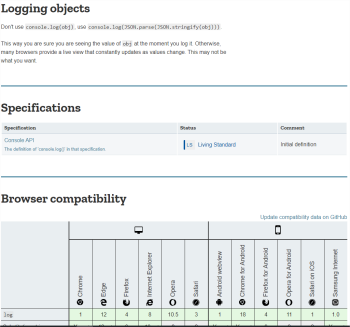 Logging objects
Don't use console.log(obj), use console.log(JSON.parse(JSON.stringify(obj))).
This way you are sure you are seeing the value of obj at the moment you log it. Otherwise,
many browsers provide a live view that constantly updates as values change. This may not be
what you want.
Specifications
Specification Status Comment
Console API
The definition of 'console.log()' in that specification.
LS Living Standard
Initial definition
Browser compatibility
Update compatibility data on GitHub
Chrome
Edge
Firefox
Internet Explorer
Opera
Safari
Android webview
Chrome for Android
Firefox for Android
Opera for Android
Safari on iOS
Samsung Internet
log 1 12 4 8 10.5 3 1 18 4 11 1 1.0